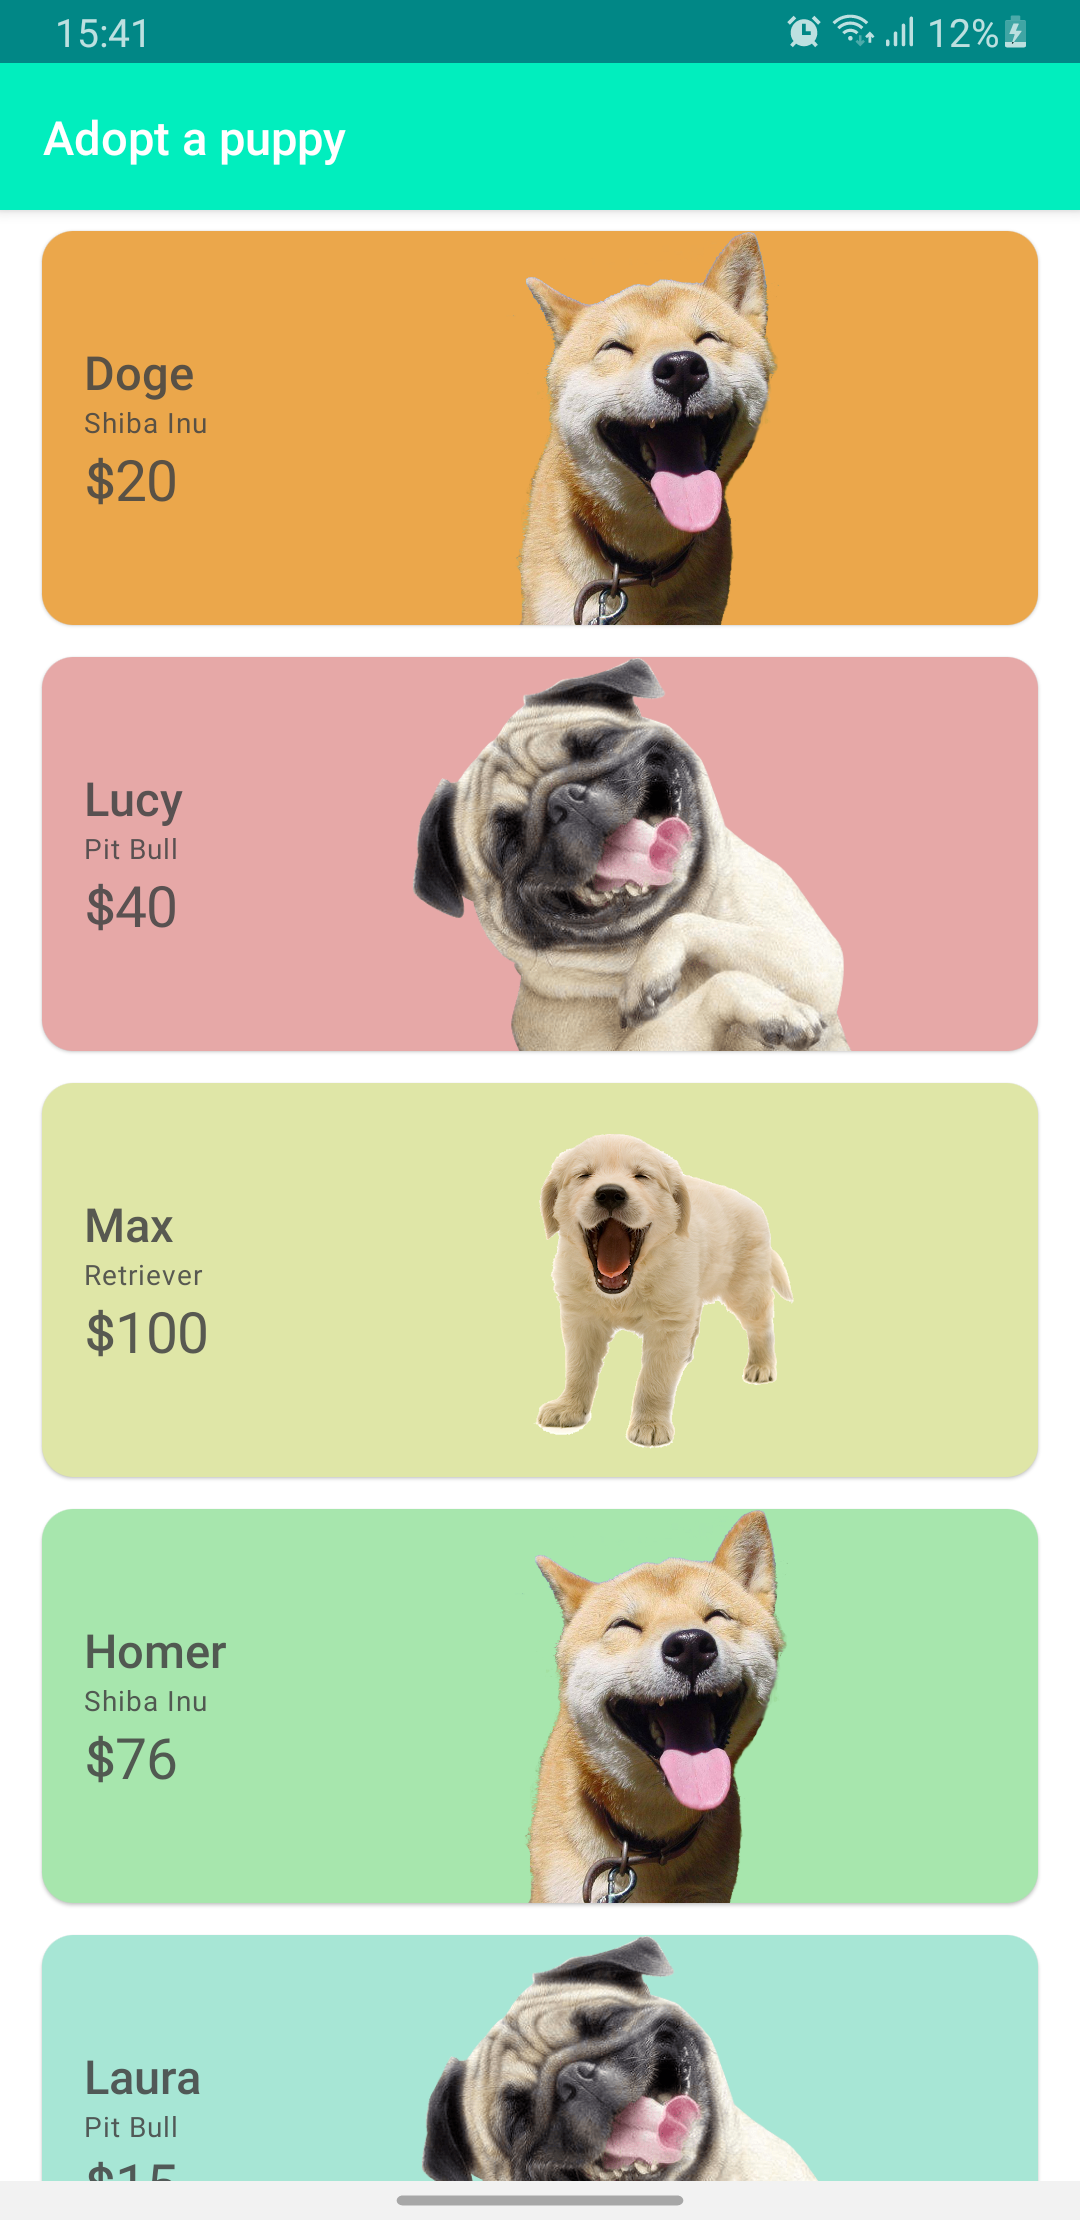 15:41
12%
Adopt a puppy
Doge
Shiba Inu
$20
Lucy
Pit Bull
$40
Max
Retriever
$100
Homer
Shiba Inu
$76
Laura
Pit Bull
$15